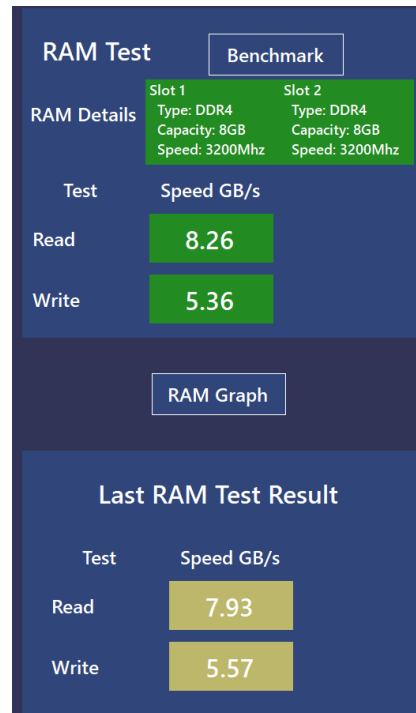 RAM Test
Benchmark
RAM Details
Slot 1
Type: DDR4
Capacity: 8GB
Speed: 3200Mhz
Slot 2
Type: DDR4
Capacity: 8GB
Speed: 3200Mhz
Test Speed GB/s
Read 8.26
Write 5.36
RAM Graph
Last RAM Test Result
Test Speed GB/s
Read 7.93
Write 5.57